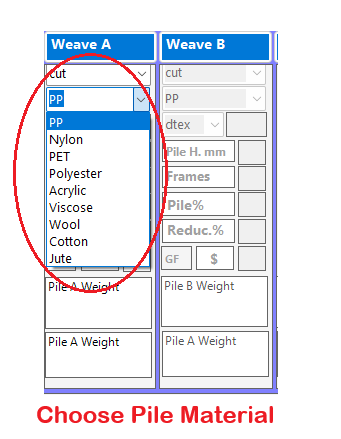 Weave A
Weave B
cut
cut
PP
PP
PP
Nylon
PET
Polyester
Acrylic
Viscose
Wool
Cotton
Jute
dtex
Pile H. mm
Frames
Pile%
Reduc.%
GF
$
Pile A Weight
Pile B Weight
Pile A Weight
Pile A Weight
Choose Pile Material